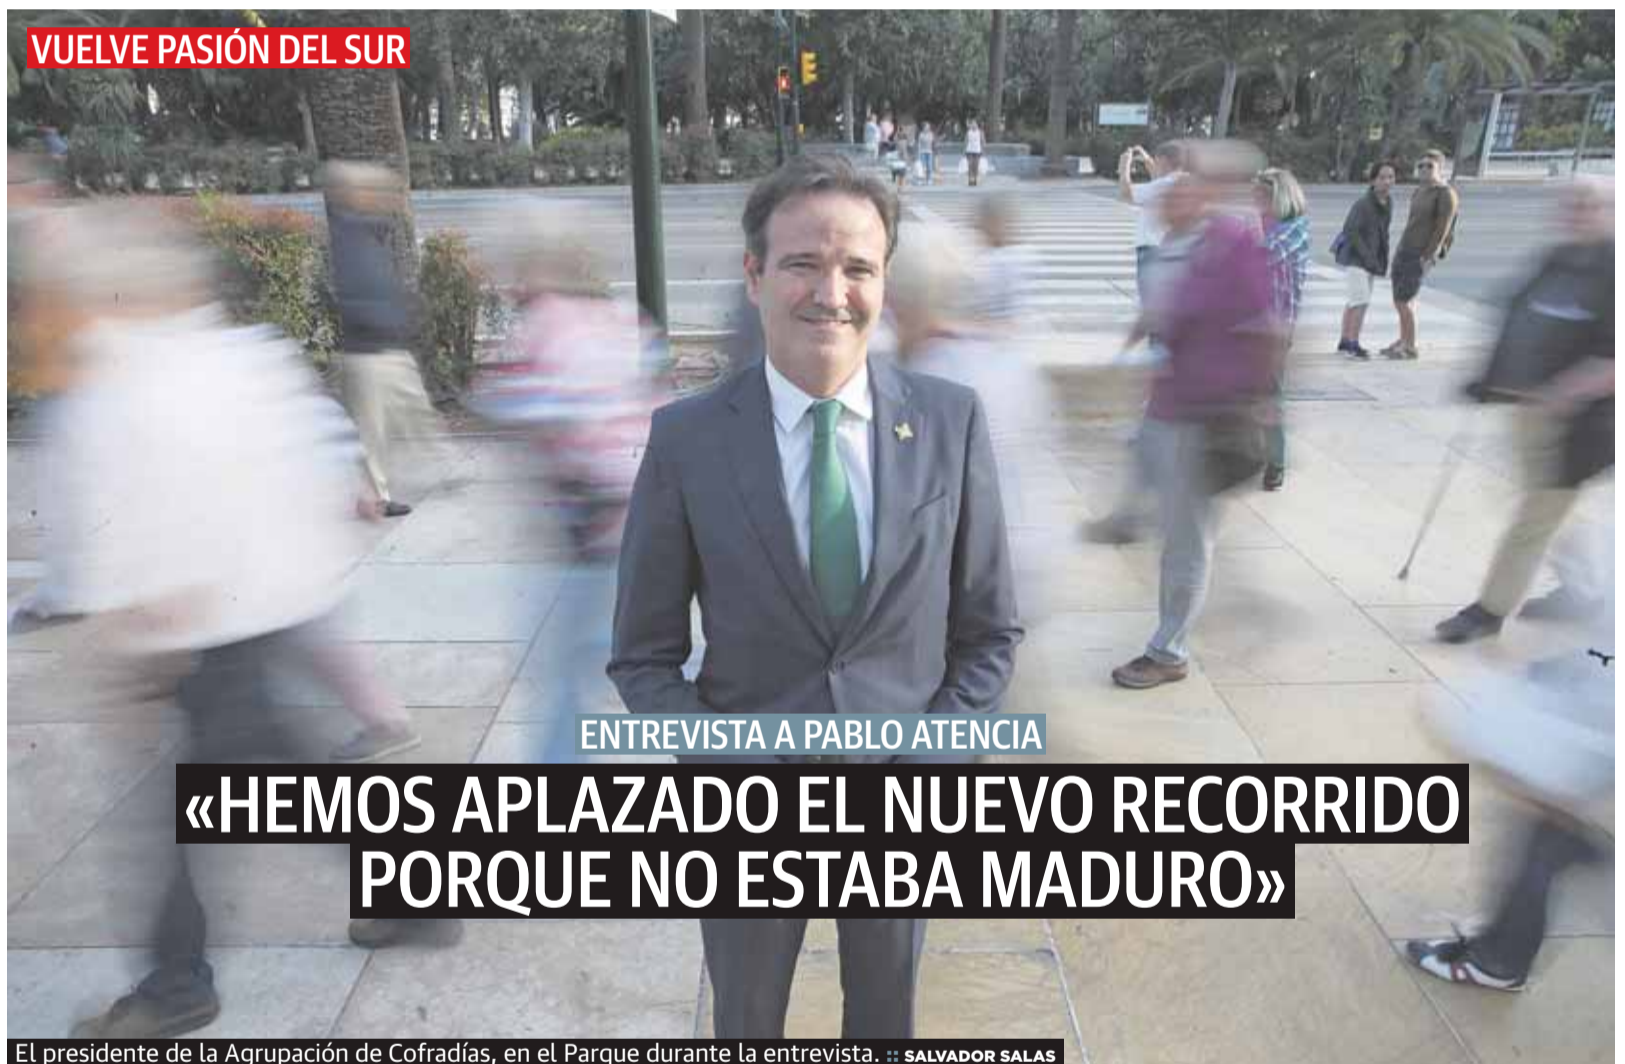 VUELVE PASIÓN DEL SUR
ENTREVISTA A PABLO ATENCIA
«HEMOS APLAZADO EL NUEVO RECORRIDO
PORQUE NO ESTABA MADURO»
El presidente de la Agrupación de Cofradías, en el Parque durante la entrevista. :: SALVADOR SALAS